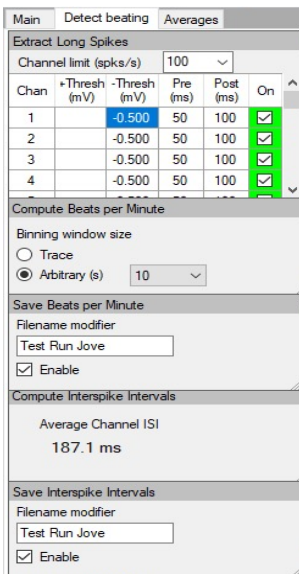 Main Detect beating Averages
Extract Long Spikes
Channel limit (spks/s) 100
Chan +Thresh (mV) -Thresh (mV) Pre (ms) Post (ms) On
1 -0.500 50 100
2 -0.500 50 100
3 -0.500 50 100
4 -0.500 50 100
Compute Beats per Minute
Binning window size
Trace
Arbitrary (s) 10
Save Beats per Minute
Filename modifier
Test Run Jove
Enable
Compute Interspike Intervals
Average Channel ISI
187.1 ms
Save Interspike Intervals
Filename modifier
Test Run Jove
Enable